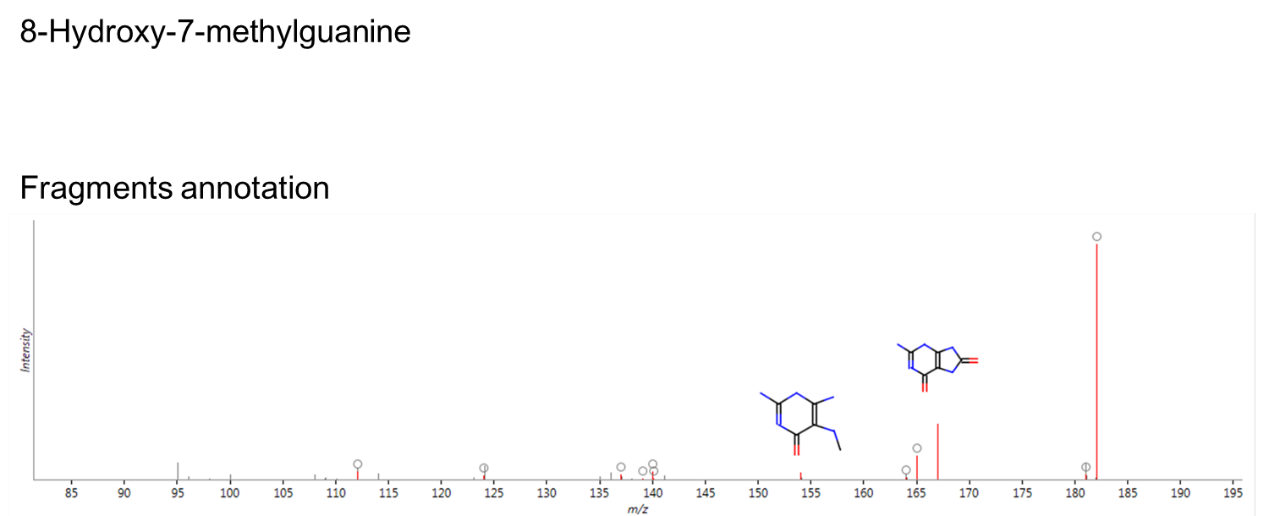 8-Hydroxy-7-methylguanine
Fragments annotation
Intensity
85 90 95 100 105 110 115 120 125 130 135 140 145 150 155 160 165 170 175 180 185 190 195
m/z